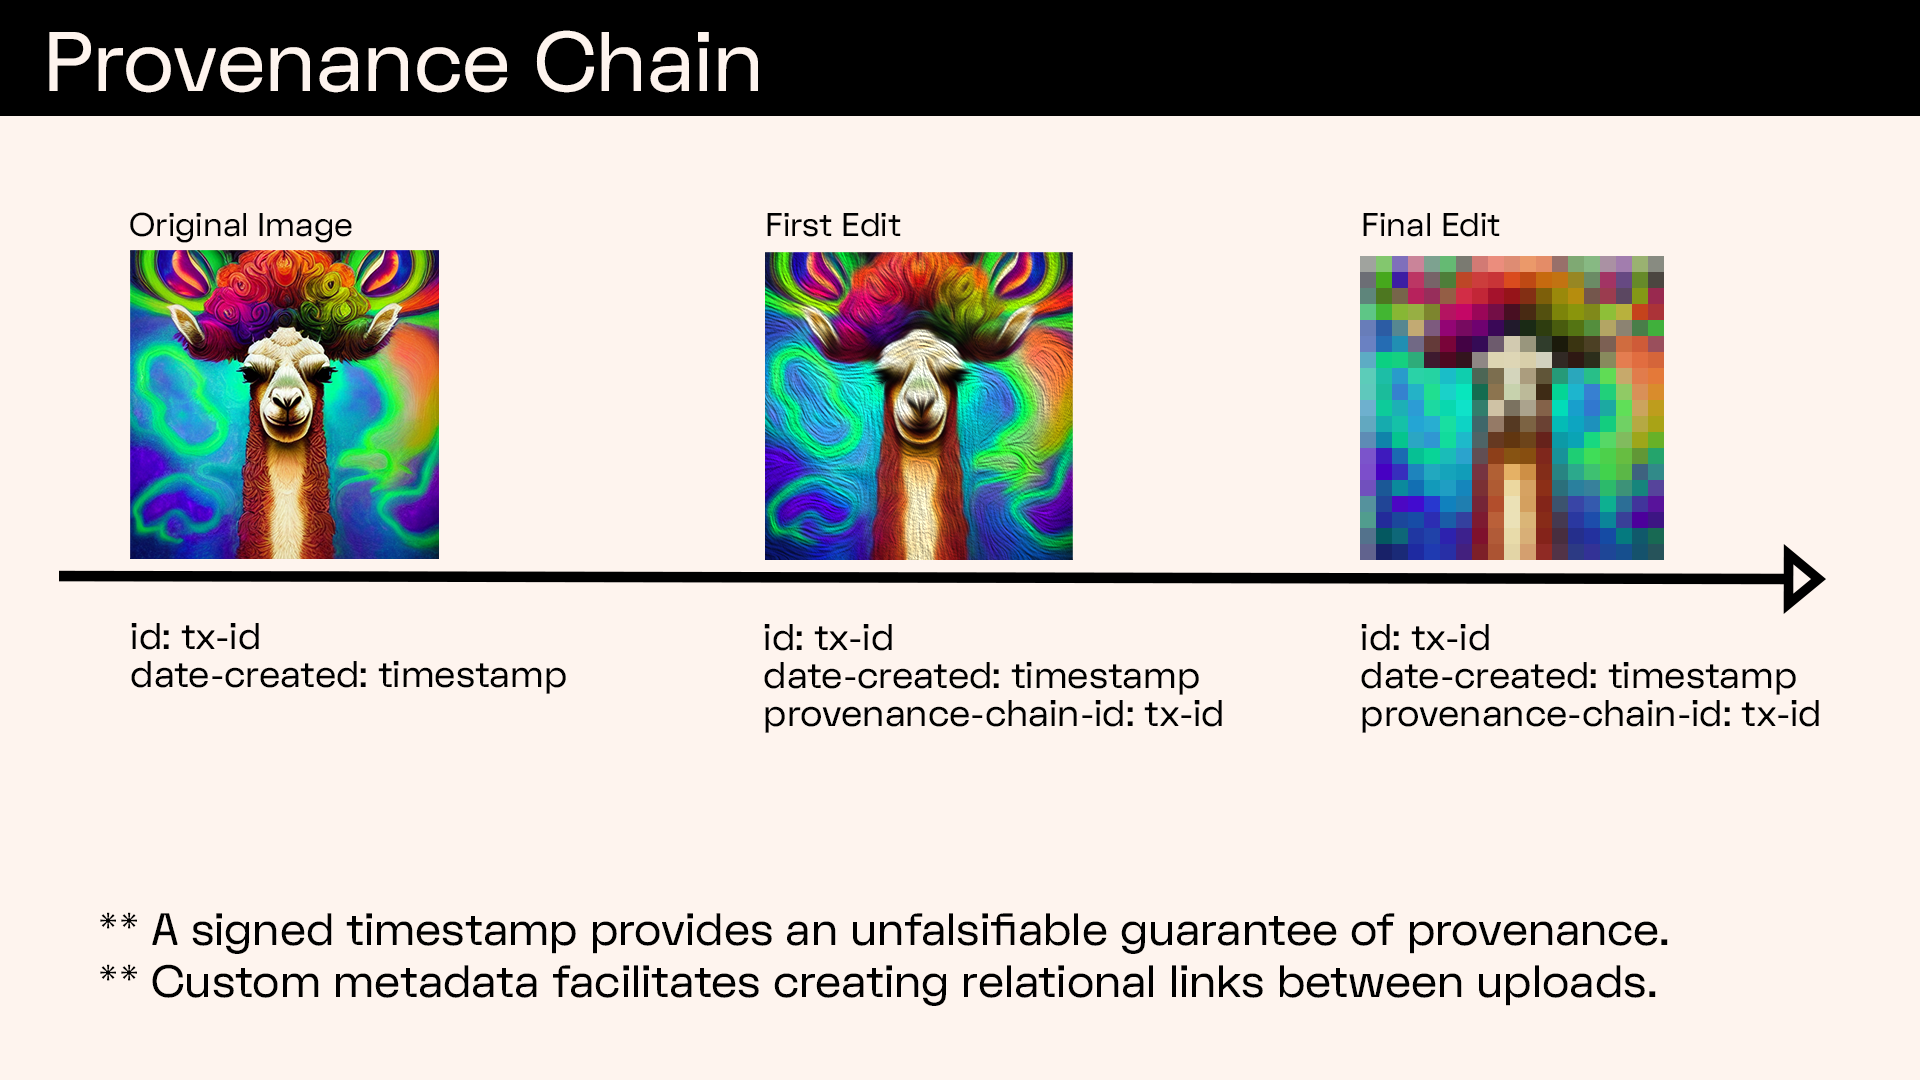 Provenance Chain
Original Image
First Edit
Final Edit
id: tx-id
date-created: timestamp
id: tx-id
date-created: timestamp
provenance-chain-id: tx-id
id: tx-id
date-created: timestamp
provenance-chain-id: tx-id
** A signed timestamp provides an unfalsifiable guarantee of provenance.
** Custom metadata facilitates creating relational links between uploads.